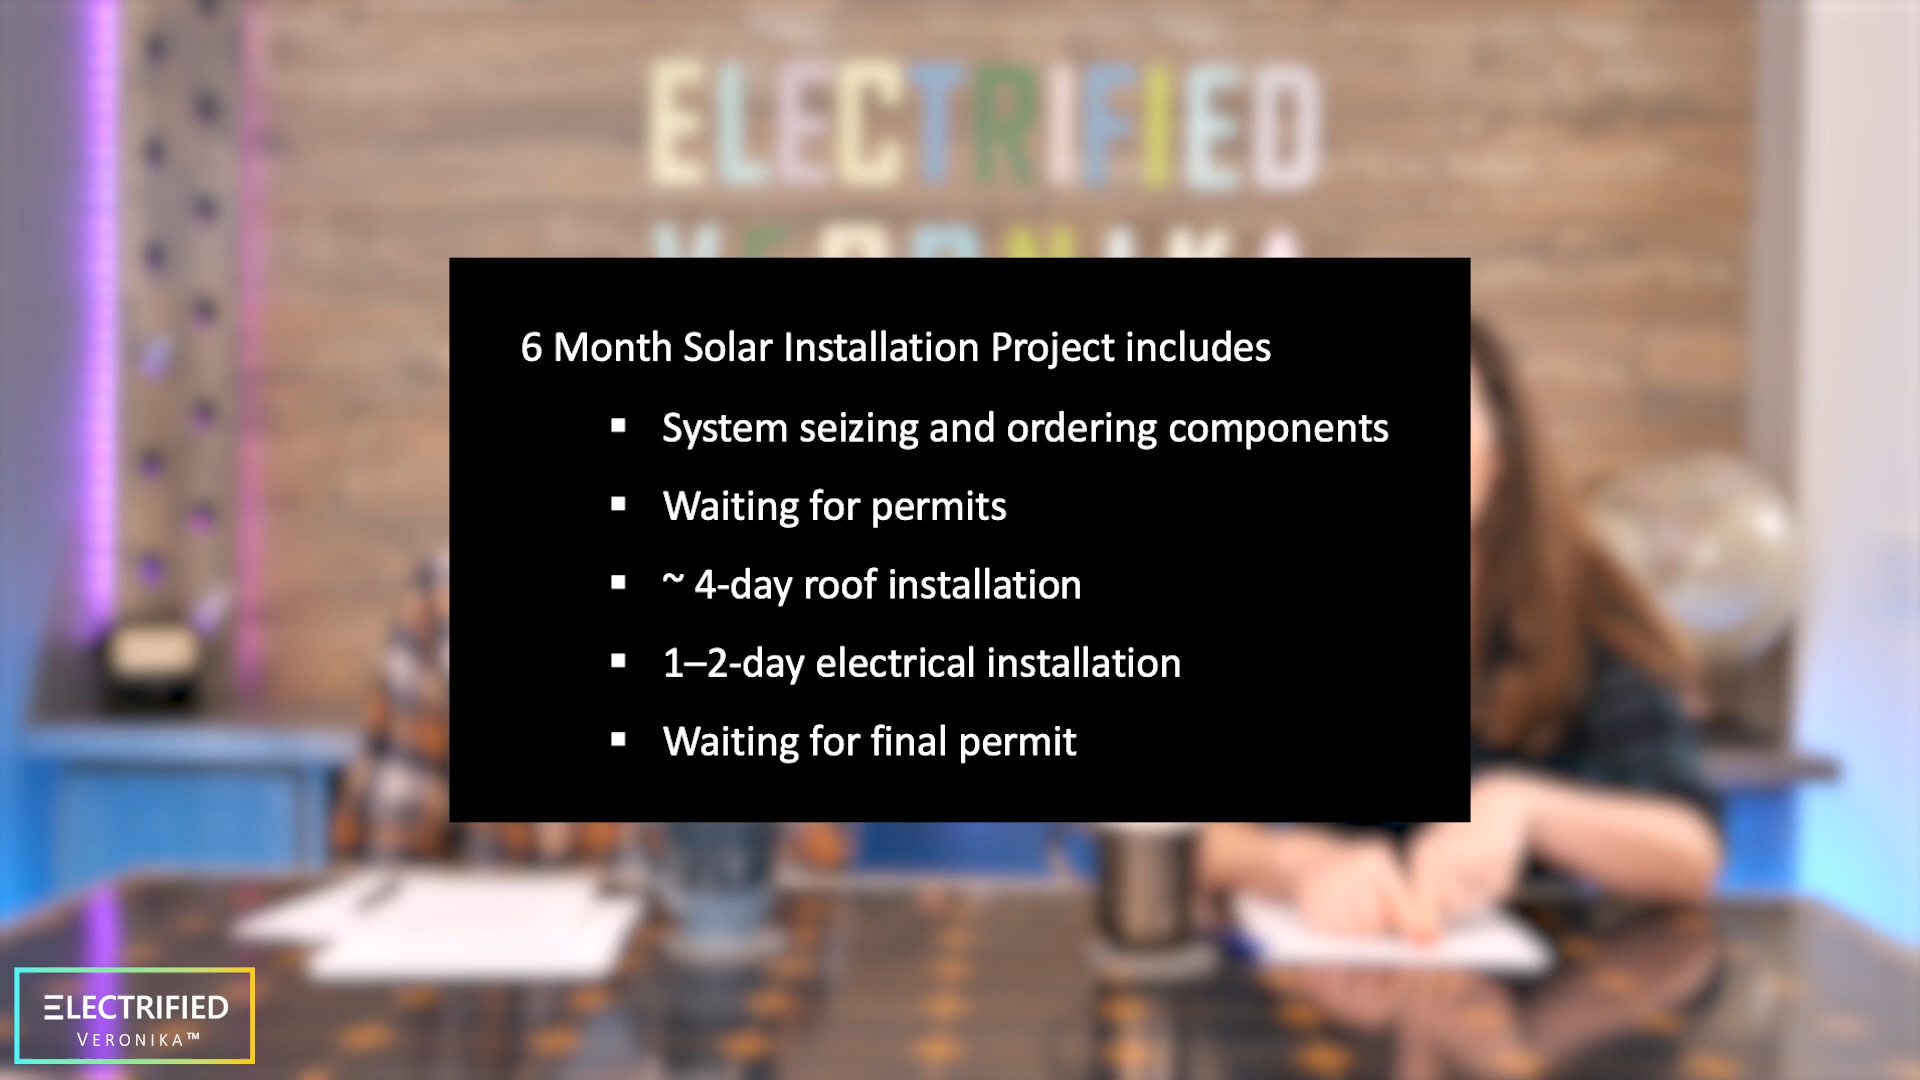 ELECTRIFIED
VERONIKA
6 Month Solar Installation Project includes
▪ System seizing and ordering components
▪ Waiting for permits
▪ ~ 4-day roof installation
▪ 1–2-day electrical installation
▪ Waiting for final permit
ELECTRIFIED
VERONIKA™